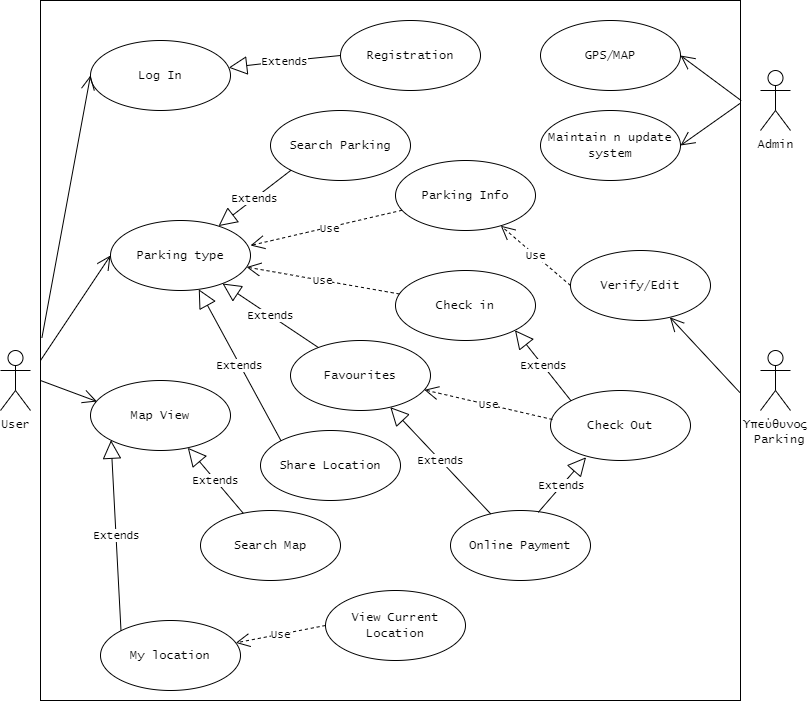 Registration
GPS/MAP
Extends
Log In
Maintain n update
system
Admin
Search Parking
Extends
Parking Info
Use
Parking type
Use
Verify/Edit
Use
Check in
Extends
Extends
Extends
Favourites
Use
Map View
Check Out
User
Υπεύθυνος
Parking
Extends
Share Location
Extends
Extends
Search Map
Online Payment
Extends
View Current
Location
Use
My location